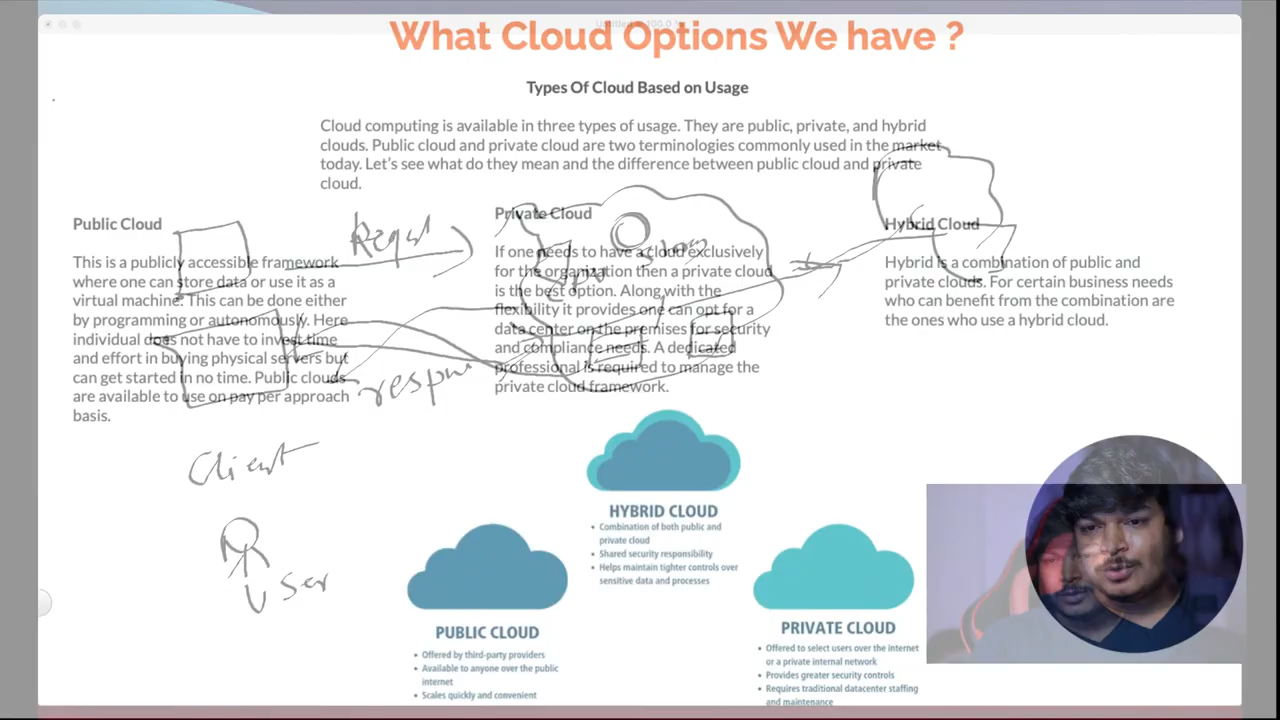 Untitled 100.0 %
What Cloud Options We have ?
Types Of Cloud Based on Usage
Cloud computing is available in three types of usage. They are public, private, and hybrid
clouds. Public cloud and private cloud are two terminologies commonly used in the market
today. Let's see what do they mean and the difference between public cloud and private
cloud.
Public Cloud
This is a publicly accessible framework
where one can store data or use it as a
virtual machine. This can be done either
by programming or autonomously. Here
individual does not have to invest time
and effort in buying physical servers but
can get started in no time. Public clouds
are available to use on pay per approach
basis.
Private Cloud
If one needs to have a cloud exclusively
for the organization then a private cloud
is the best option. Along with the
flexibility it provides one can opt for a
data center on the premises for security
and compliance needs. A dedicated
professional is required to manage the
private cloud framework.
Hybrid Cloud
Hybrid is a combination of public and
private clouds. For certain business needs
who can benefit from the combination are
the ones who use a hybrid cloud.
Client
User
HYBRID CLOUD
• Combination of both public and
private cloud
• Shared security responsibility
• Helps maintain tighter controls over
sensitive data and processes
PUBLIC CLOUD
• Offered by third-party providers
• Available to anyone over the public
internet
• Scales quickly and convenient
PRIVATE CLOUD
• Offered to select users over the internet
or a private internal network
• Provides greater security controls
• Requires traditional datacenter staffing
and maintenance